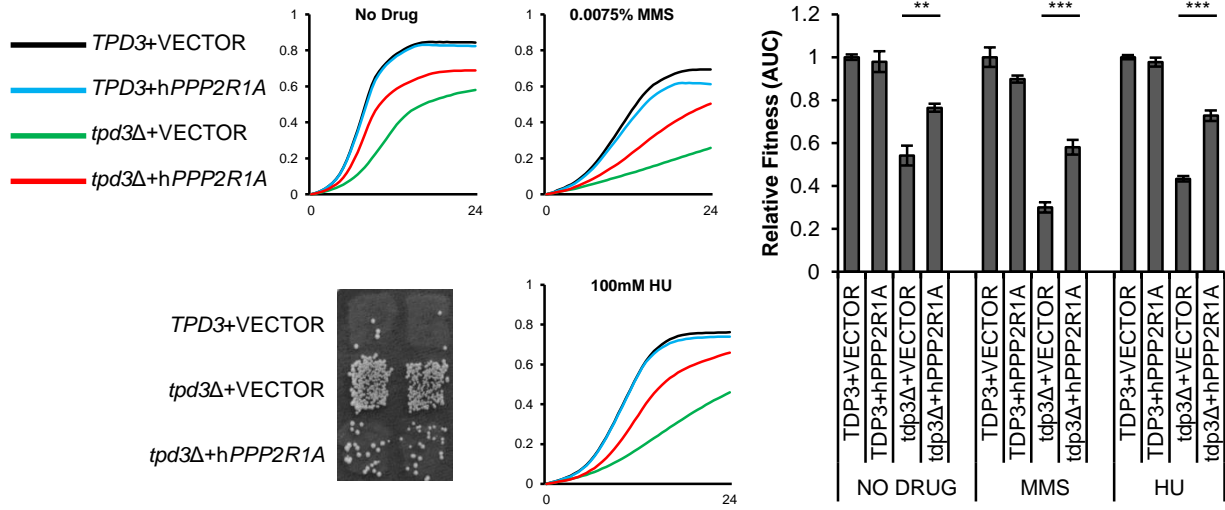 TPD3+VECTOR
TPD3+hPPP2R1A
tpd3Δ+VECTOR
tpd3Δ+hPPP2R1A
No Drug
1
0.8
0.6
0.4
0.2
0
0
24
0.0075% MMS
1
0.8
0.6
0.4
0.2
0
0
24
100mM HU
1
0.8
0.6
0.4
0.2
0
0
24
TPD3+VECTOR
tpd3Δ+VECTOR
tpd3Δ+hPPP2R1A
Relative Fitness (AUC)
1.2
1
0.8
0.6
0.4
0.2
0
**
***
***
TDP3+VECTOR
TDP3+hPPP2R1A
tdp3Δ+VECTOR
tdp3Δ+hPPP2R1A
TDP3+VECTOR
TDP3+hPPP2R1A
tdp3Δ+VECTOR
tdp3Δ+hPPP2R1A
TDP3+VECTOR
TDP3+hPPP2R1A
tdp3Δ+VECTOR
tdp3Δ+hPPP2R1A
NO DRUG
MMS
HU